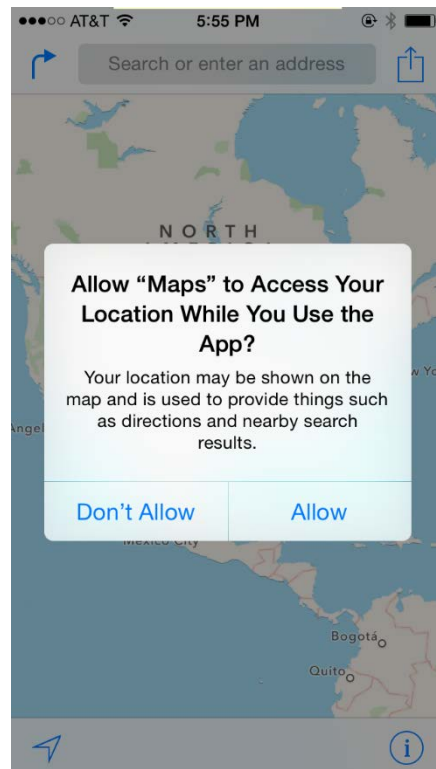 AT&T 5:55 PM
Search or enter an address
NORTH
Allow “Maps” to Access Your
Location While You Use the
App?
Your location may be shown on the
map and is used to provide things such
as directions and nearby search
results.
Don’t Allow Allow
Mexico City
Bogotá
Quito
i